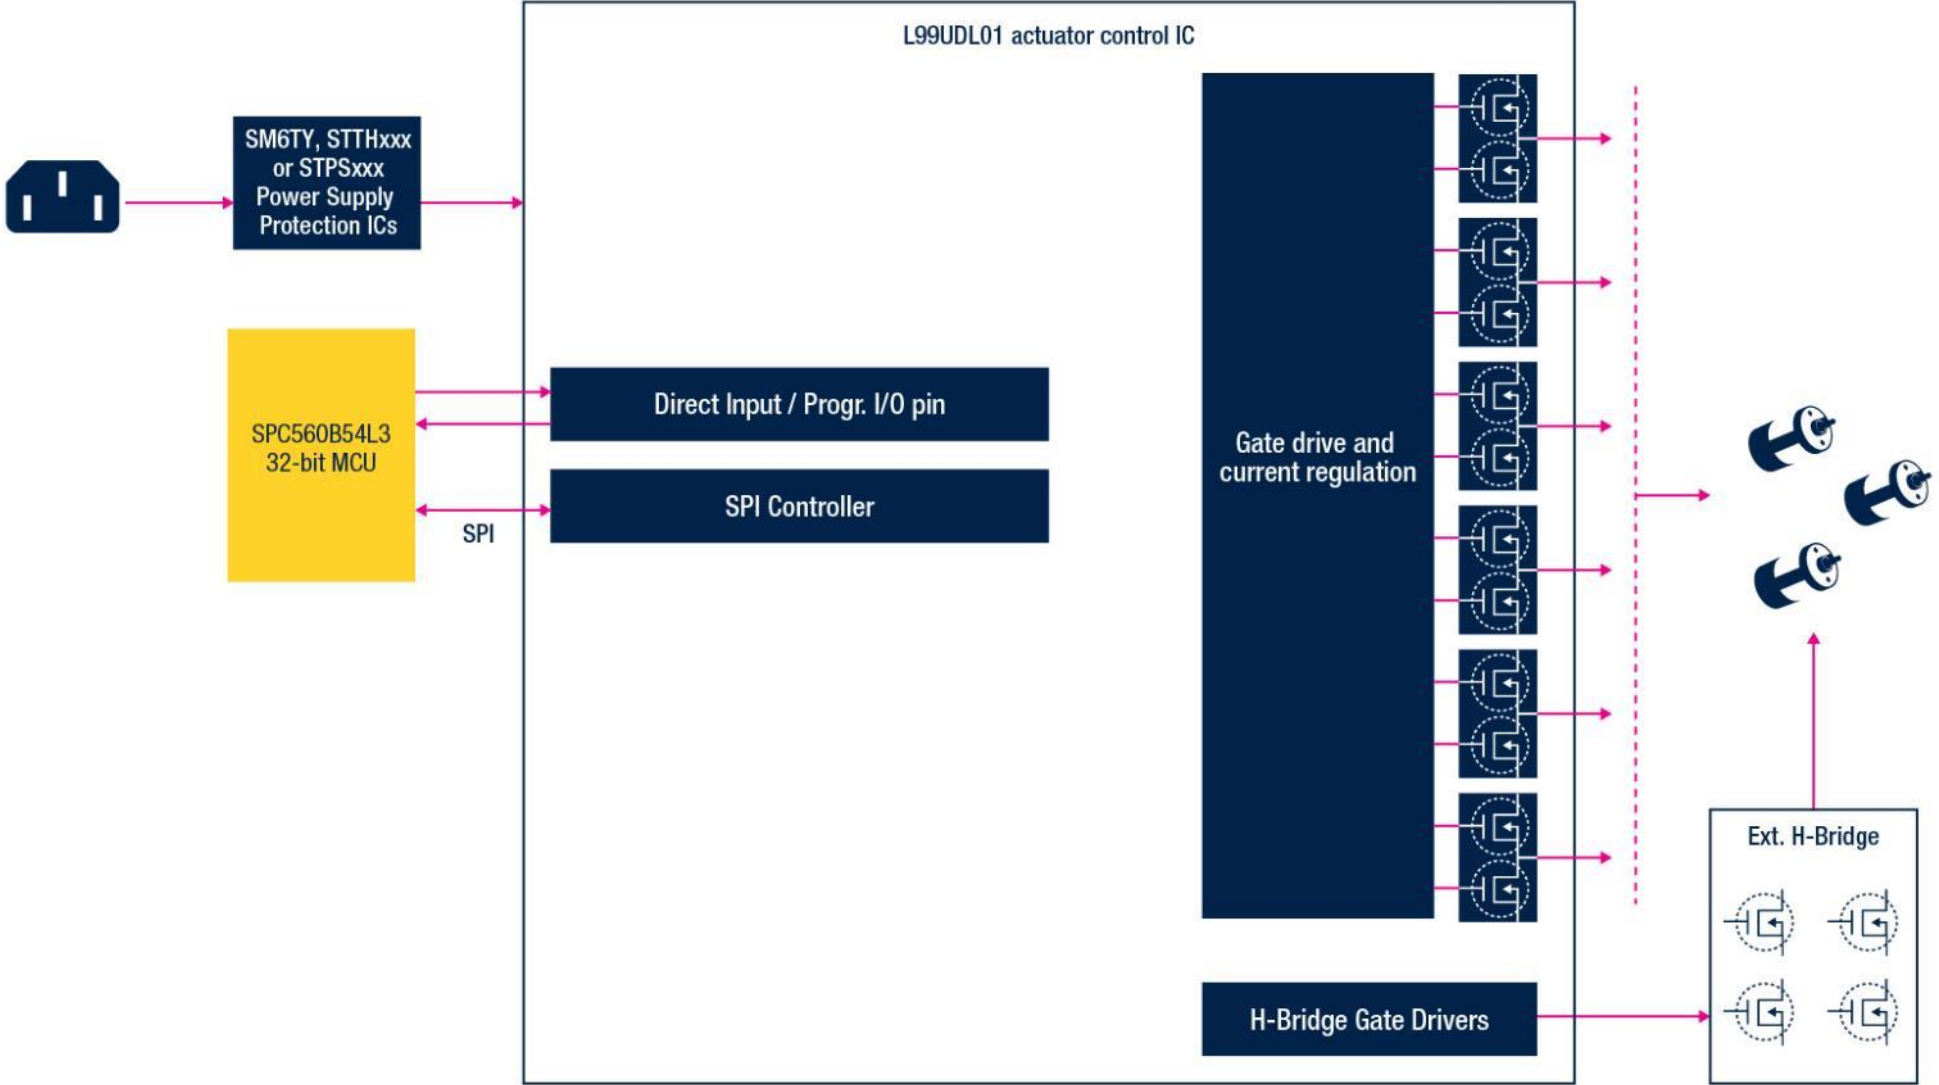 L99UDL01 actuator control IC
SM6TY, STTHxxx
or STPSxxx
Power Supply
Protection ICs
SPC560B54L3
32-bit MCU
Direct Input / Progr. I/O pin
SPI Controller
SPI
Gate drive and
current regulation
H-Bridge Gate Drivers
Ext. H-Bridge